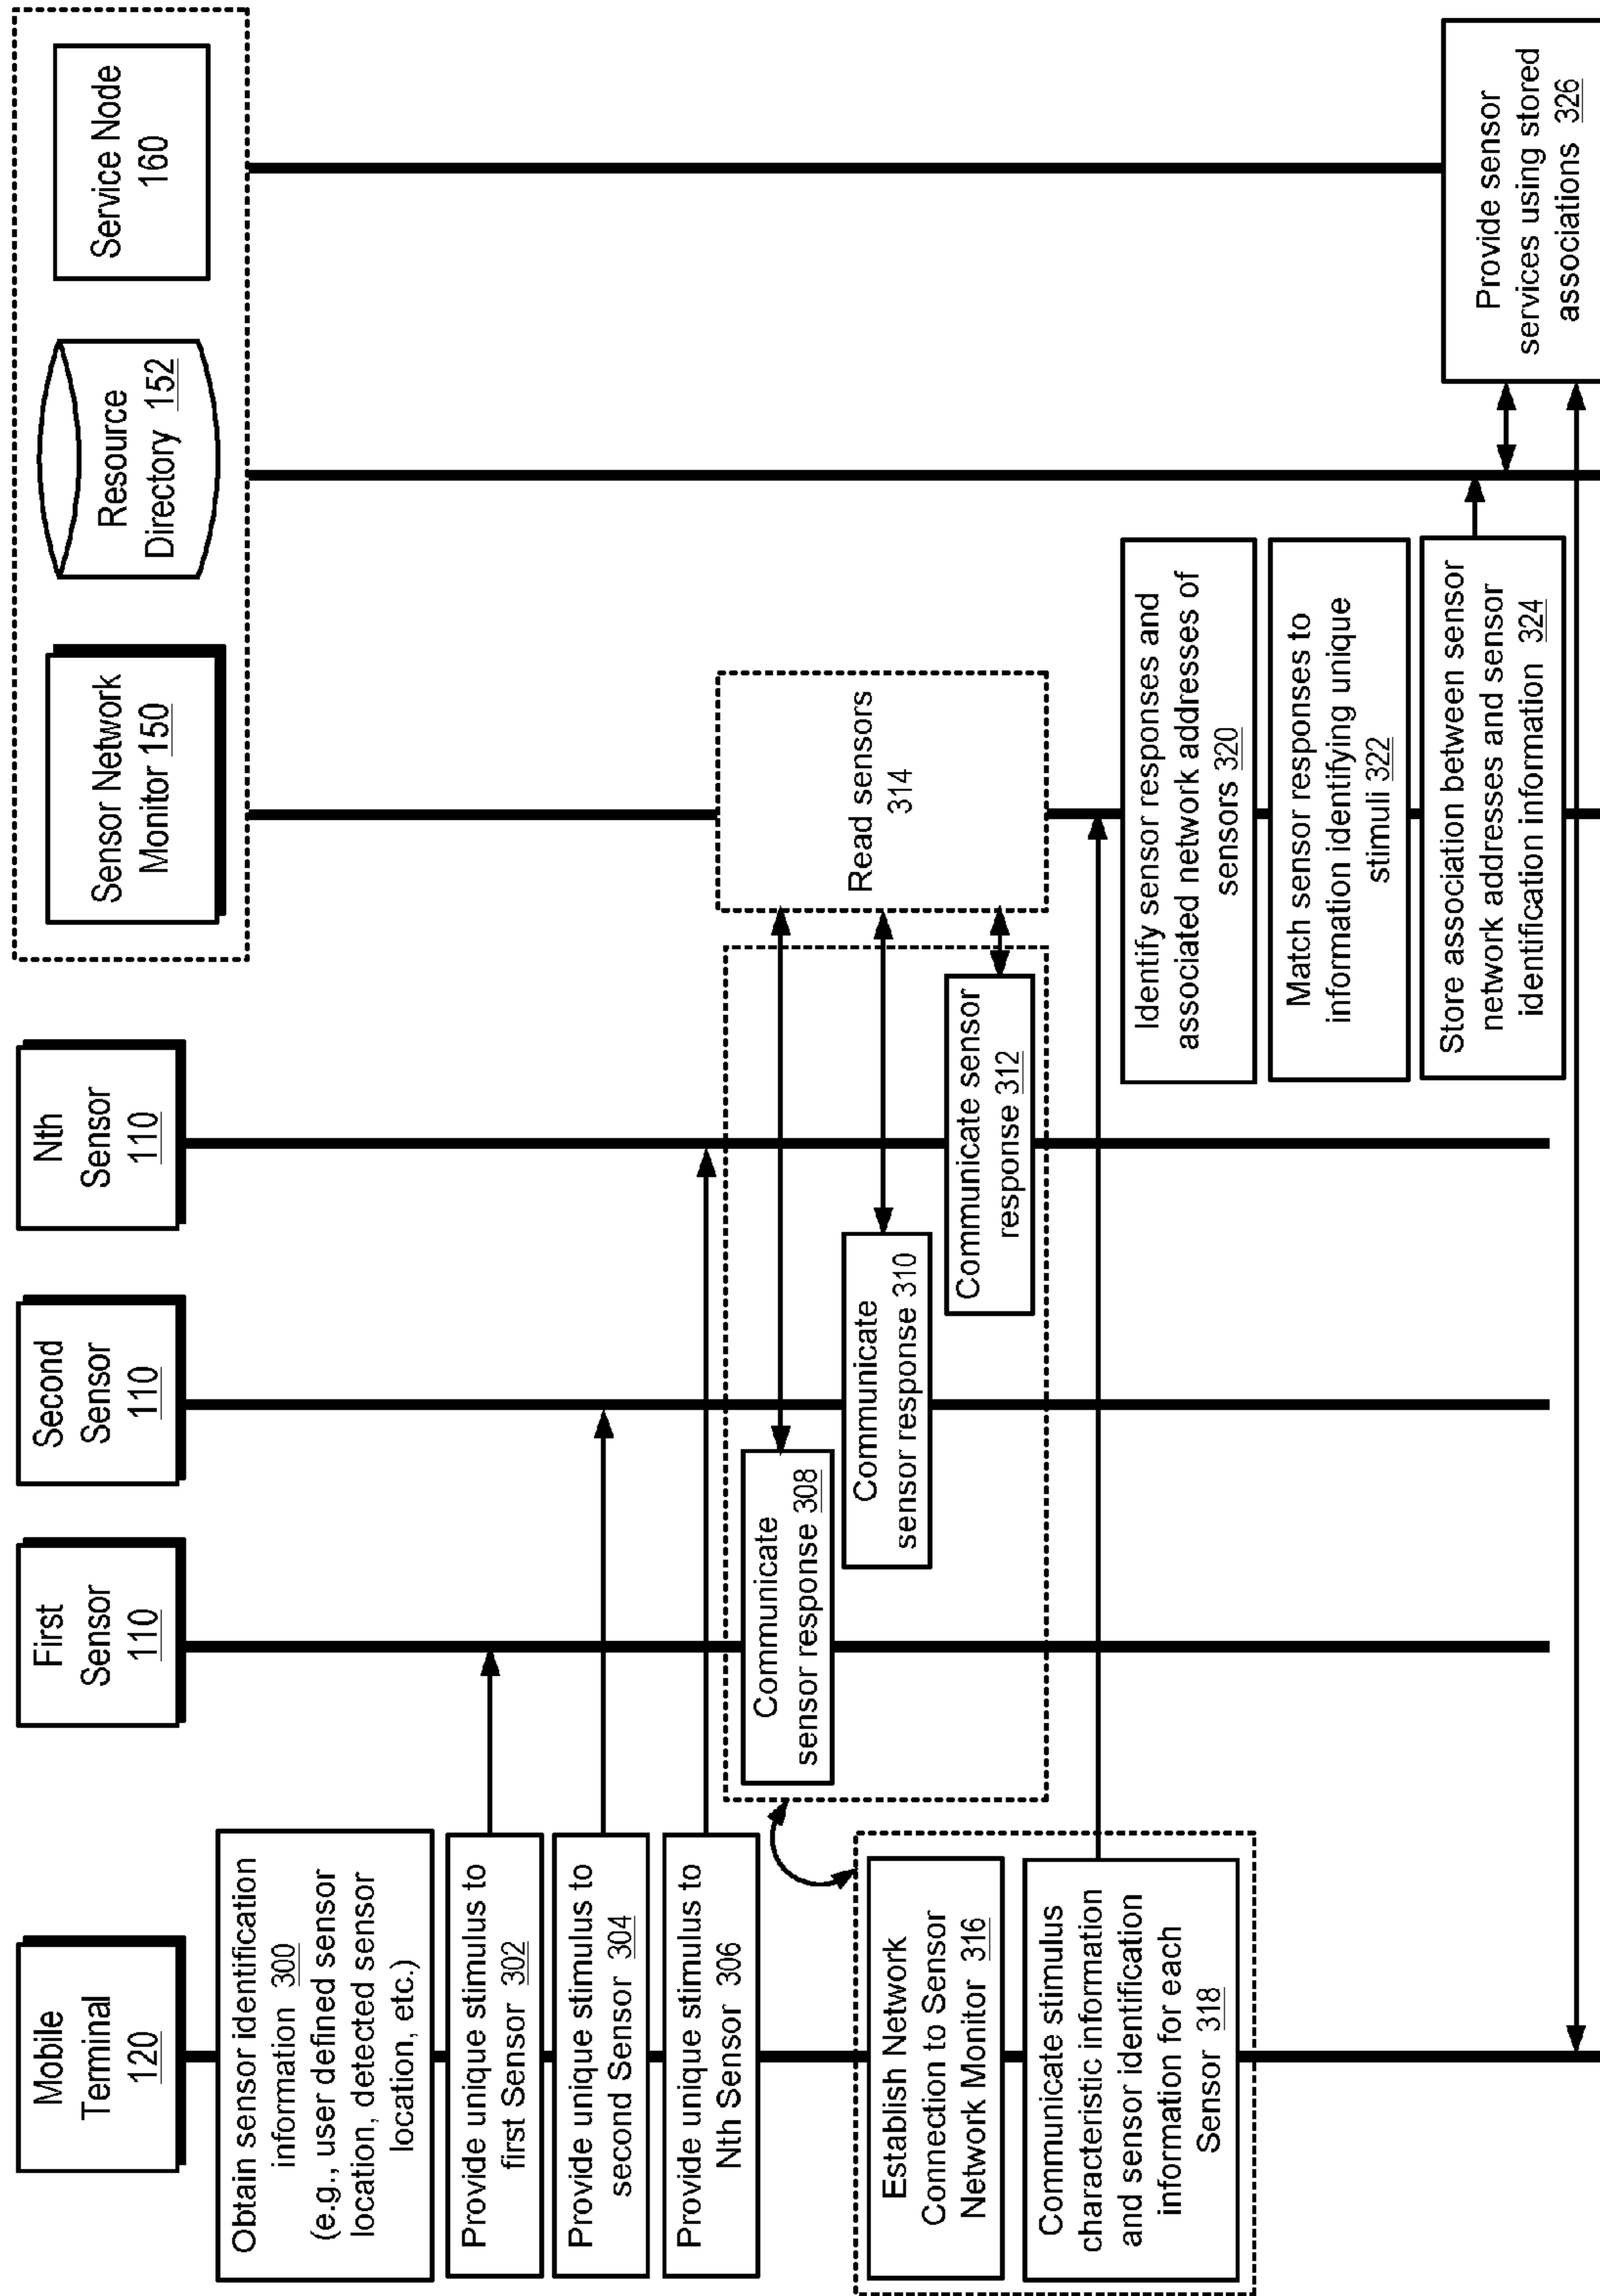 Mobile
Terminal
120
First
Sensor
110
Second
Sensor
110
Nth
Sensor
110
Sensor Network
Monitor 150
Resource
Directory 152
Service Node
160
Obtain sensor identification
information 300
(e.g., user defined sensor
location, detected sensor
location, etc.)
Provide unique stimulus to
first Sensor 302
Provide unique stimulus to
second Sensor 304
Provide unique stimulus to
Nth Sensor 306
Communicate
sensor response 308
Communicate
sensor response 310
Communicate sensor
response 312
Read sensors
314
Establish Network
Connection to Sensor
Network Monitor 316
Communicate stimulus
characteristic information
and sensor identification
information for each
Sensor 318
Identify sensor responses and
associated network addresses of
sensors 320
Match sensor responses to
information identifying unique
stimuli 322
Store association between sensor
network addresses and sensor
identification information 324
Provide sensor
services using stored
associations 326